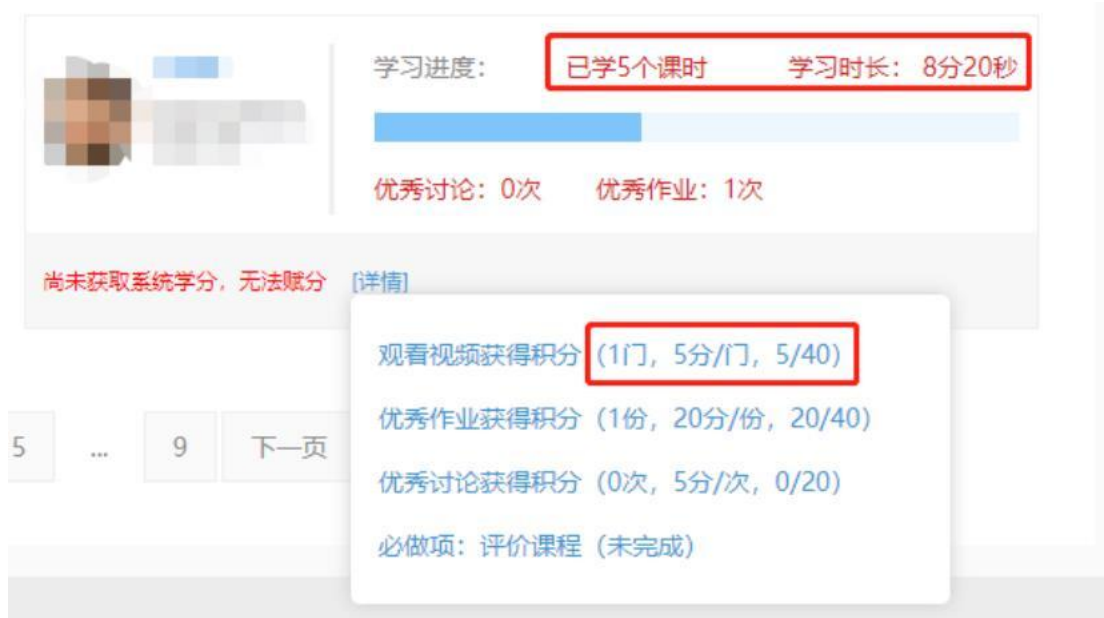 学习进度： 已学5个课时 学习时长： 8分20秒
优秀讨论：0次 优秀作业：1次
尚未获取系统学分，无法赋分 [详情]
观看视频获得积分（1门，5分/门，5/40）
优秀作业获得积分（1份，20分/份，20/40）
优秀讨论获得积分（0次，5分/次，0/20）
必做项：评价课程（未完成）
5 ... 9 下一页